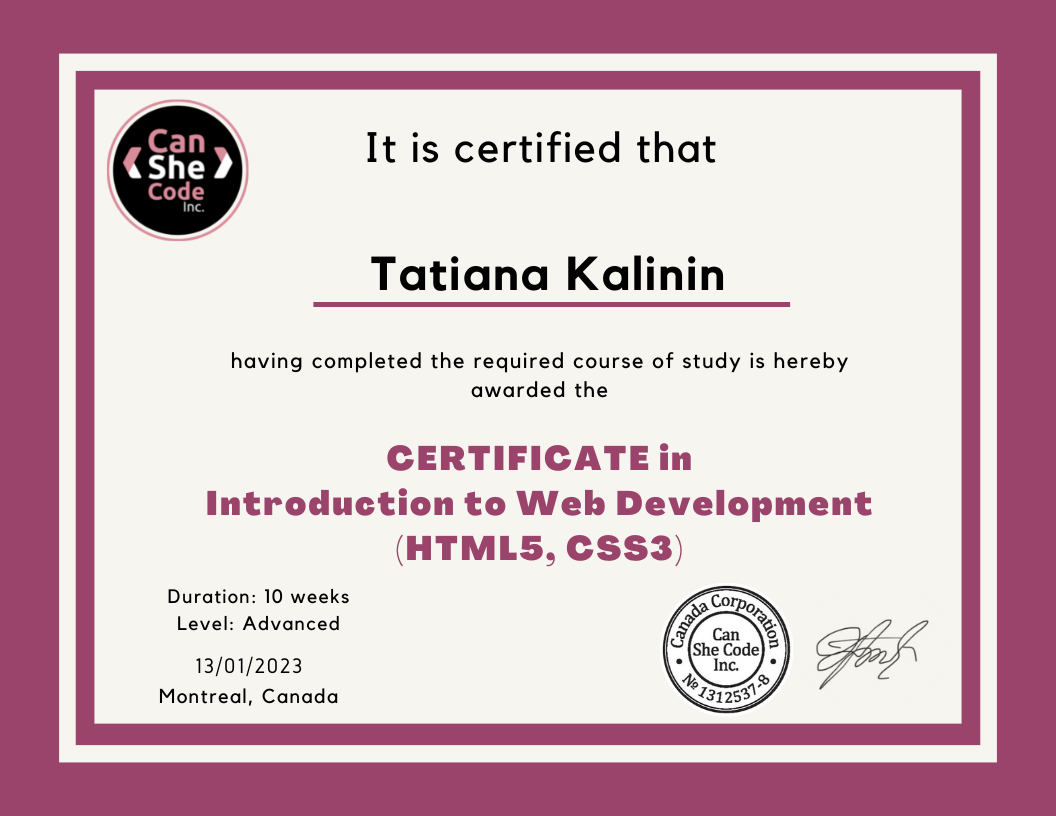 Can
She
Code
Inc.
It is certified that
Tatiana Kalinin
having completed the required course of study is hereby
awarded the
CERTIFICATE in
Introduction to Web Development
(HTML5, CSS3)
Duration: 10 weeks
Level: Advanced
13/01/2023
Montreal, Canada
Canada Corporation
Can
She Code
Inc.
№ 1312537-8